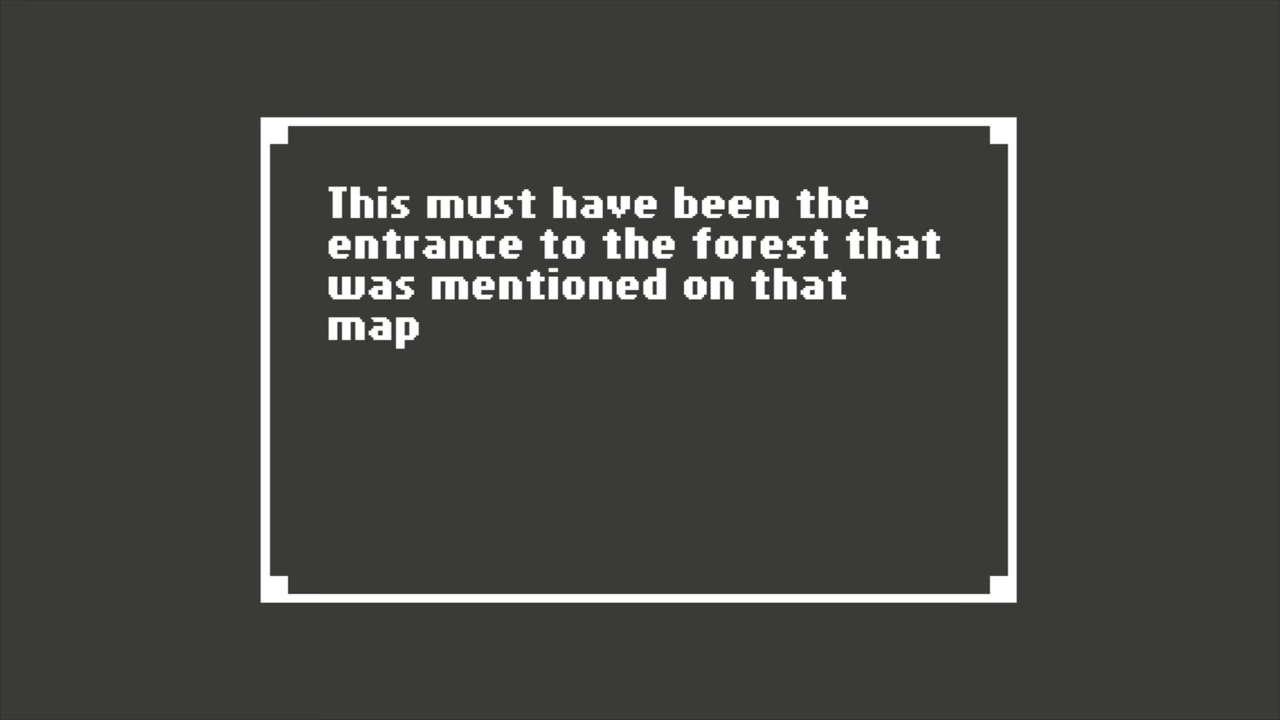 This must have been the
entrance to the forest that
was mentioned on that
map